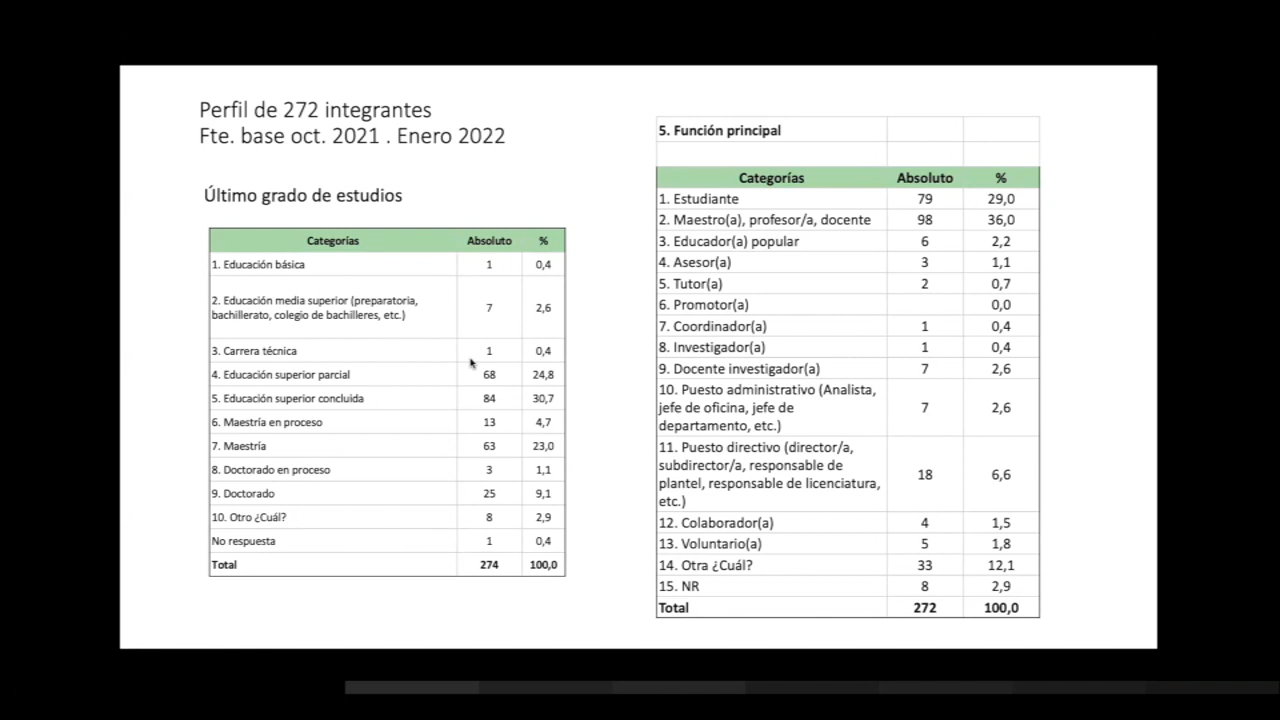 Perfil de 272 integrantes
Fte. base oct. 2021 . Enero 2022
Último grado de estudios
Categorías Absoluto %
1. Educación básica 1 0,4
2. Educación media superior (preparatoria,
bachillerato, colegio de bachilleres, etc.) 7 2,6
3. Carrera técnica 1 0,4
4. Educación superior parcial 68 24,8
5. Educación superior concluida 84 30,7
6. Maestría en proceso 13 4,7
7. Maestría 63 23,0
8. Doctorado en proceso 3 1,1
9. Doctorado 25 9,1
10. Otro ¿Cuál? 8 2,9
No respuesta 1 0,4
Total 274 100,0
5. Función principal
Categorías Absoluto %
1. Estudiante 79 29,0
2. Maestro(a), profesor/a, docente 98 36,0
3. Educador(a) popular 6 2,2
4. Asesor(a) 3 1,1
5. Tutor(a) 2 0,7
6. Promotor(a) 0,0
7. Coordinador(a) 1 0,4
8. Investigador(a) 1 0,4
9. Docente investigador(a) 7 2,6
10. Puesto administrativo (Analista,
jefe de oficina, jefe de 7 2,6
departamento, etc.)
11. Puesto directivo (director/a,
subdirector/a, responsable de
plantel, responsable de licenciatura, 18 6,6
etc.)
12. Colaborador(a) 4 1,5
13. Voluntario(a) 5 1,8
14. Otra ¿Cuál? 33 12,1
15. NR 8 2,9
Total 272 100,0